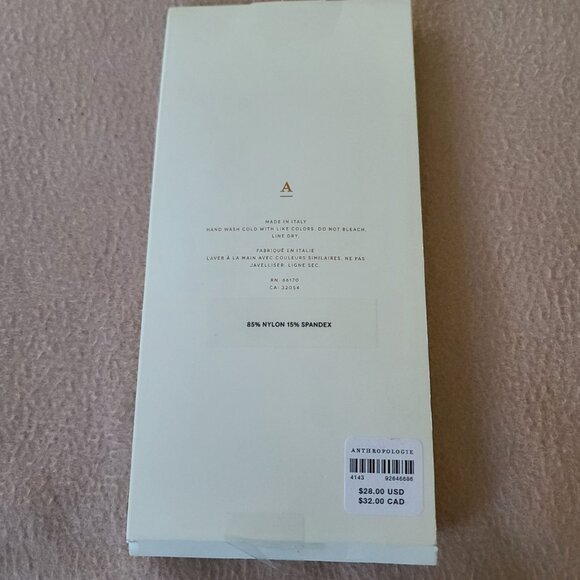 A
MADE IN ITALY
HAND WASH COLD WITH LIKE COLORS. DO NOT BLEACH.
LINE DRY.
FABRIQUÉ EN ITALIE
LAVER À LA MAIN AVEC COULEURS SIMILAIRES. NE PAS
JAVELLISER. LIGNE SEC.
RN: 66170
CA: 32054
85% NYLON 15% SPANDEX
ANTHROPOLOGIE
4143 92646686
$28.00 USD
$32.00 CAD